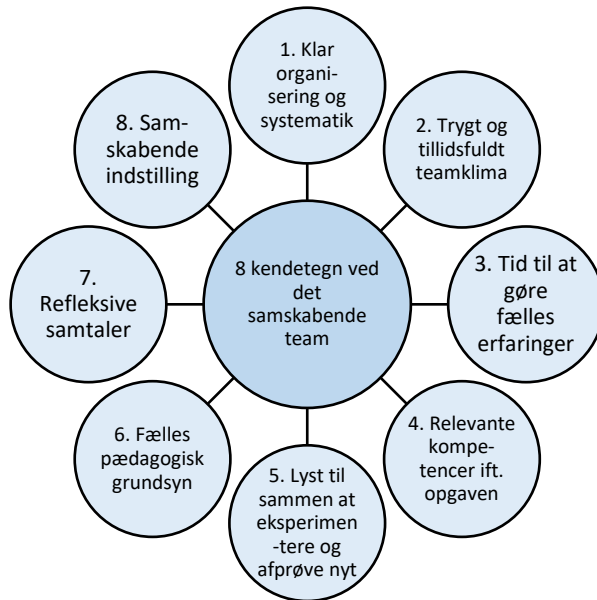 8 kendetegn ved
det
samskabende
team
1. Klar
organi-
sering og
systematik
2. Trygt og
tillidsfuldt
teamklima
3. Tid til at
gøre
fælles
erfaringer
4. Relevante
kompe-
tencer ift.
opgaven
5. Lyst til
sammen at
eksperimen
-tere og
afprøve nyt
6. Fælles
pædagogisk
grundsyn
7.
Refleksive
samtaler
8. Sam-
skabende
indstilling